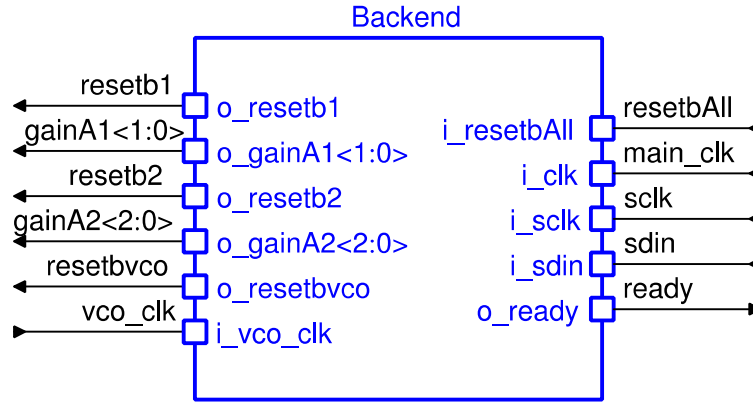 Backend
resetb1
o_resetb1
gainA1<1:0>
o_gainA1<1:0>
resetb2
o_resetb2
gainA2<2:0>
o_gainA2<2:0>
resetbvco
o_resetbvco
vco_clk
i_vco_clk
resetbAll
i_resetbAll
main_clk
i_clk
sclk
i_sclk
sdin
i_sdin
ready
o_ready